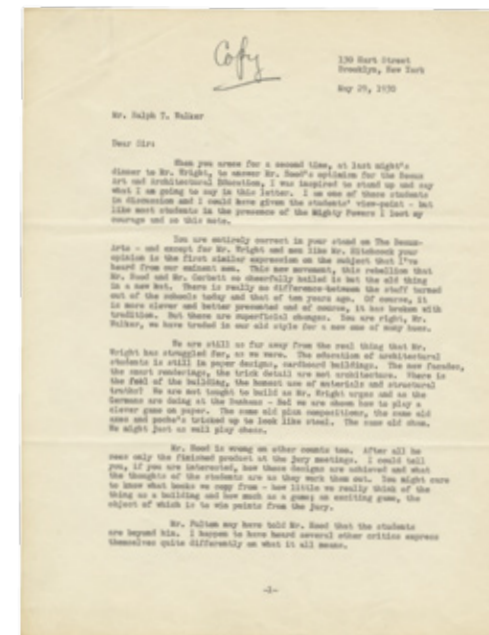 Copy
130 Hart Street
Brooklyn, New York
May 29, 1930
Mr. Ralph T. Walker
Dear Sir:
When you arose for a second time, at last night's
dinner to Mr. Wright, to answer Mr. Hood's optimism for the Beaux
Art and Architectural Education, I was inspired to stand up and say
what I am going to say in this letter. I am one of those students
in discussion and I could have given the students' view-point - but
like most students in the presence of the Mighty Powers I lost my
courage and so this note.
You are entirely correct in your stand on The Beaux-
Arts - and except for Mr. Wright and men like Mr. Hitchcock your
opinion is the first similar expression on the subject that I've
heard from our eminent men. This new movement, this rebellion that
Mr. Hood and Mr. Corbett so cheerfully hailed is but the old thing
in a new hat. There is really no difference between the stuff turned
out of the schools today and that of ten years ago. Of course, it
is more clever and better presented and of course, it has broken with
tradition. But these are superficial changes. You are right, Mr.
Walker, we have traded in our old style for a new one of many hues.
We are still as far away from the real thing that Mr.
Wright has struggled for, as we were. The education of architectural
students is still in paper designs, cardboard buildings. The new facades,
the smart renderings, the trick detail are not architecture. Where is
the feel of the building, the honest use of materials and structural
truths? We are not taught to build as Mr. Wright urges and as the
Germans are doing at the Bauhaus - Had we are shown how to play a
clever game on paper. The same old plan compositions, the same old
axes and poche's tricked up to look like steel. The same old show.
We might just as well play chess.
Mr. Hood is wrong on other counts too. After all he
sees only the finished product at the jury meetings. I could tell
you, if you are interested, how these designs are achieved and what
the thoughts of the students are as they work them out. You might care
to know what books we copy from - how little we really think of the
thing as a building and how much as a game; an exciting game, the
object of which is to win points from the jury.
Mr. Fulton may have told Mr. Hood that the students
are beyond him. I happen to have heard several other critics express
themselves quite differently on what it all means.
-1-